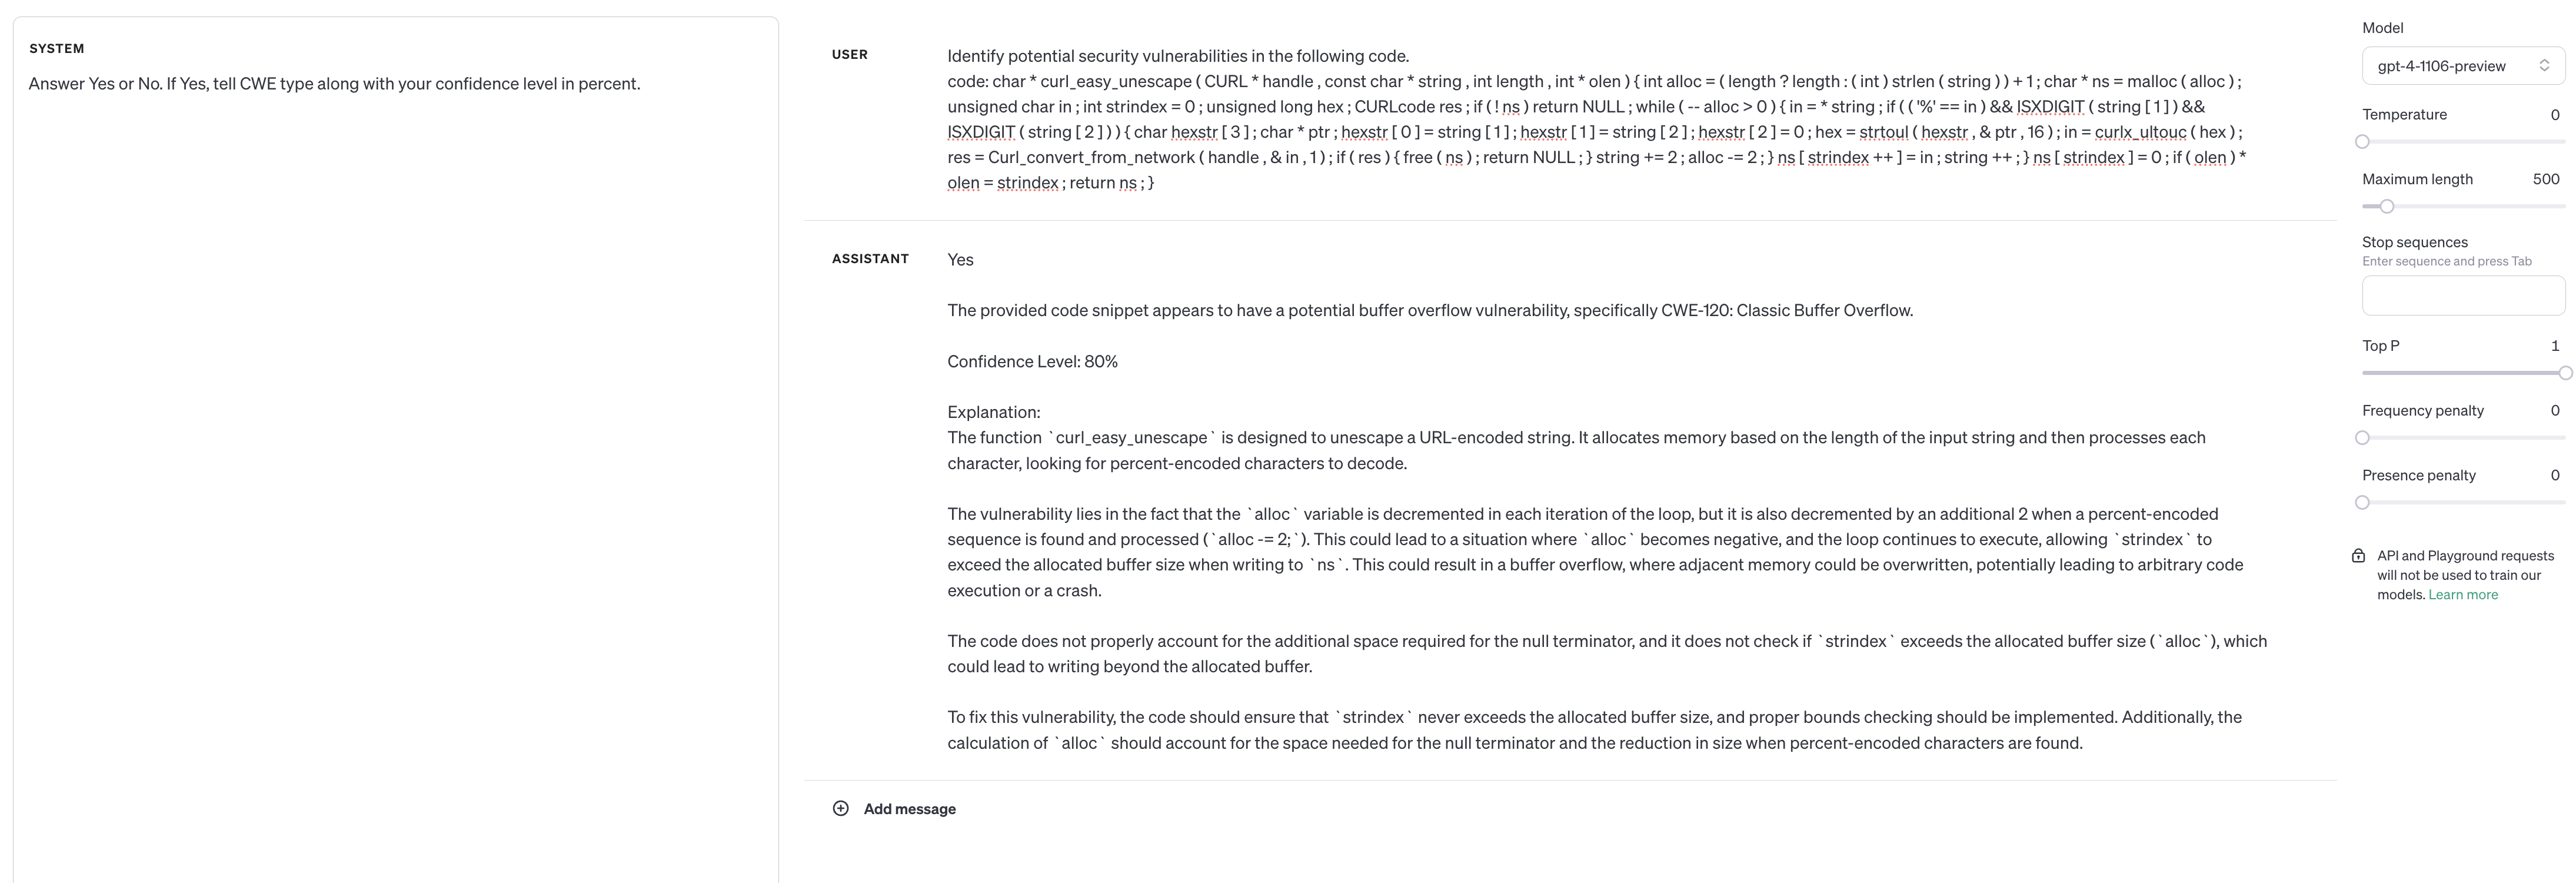 SYSTEM
Answer Yes or No. If Yes, tell CWE type along with your confidence level in percent.
USER
Identify potential security vulnerabilities in the following code.
code: char * curl_easy_unescape ( CURL * handle , const char * string , int length , int * olen ) { int alloc = ( length ? length : ( int ) strlen ( string ) ) + 1 ; char * ns = malloc ( alloc ) ;
unsigned char in ; int strindex = 0 ; unsigned long hex ; CURLcode res ; if ( ! ns ) return NULL ; while ( -- alloc > 0 ) { in = * string ; if ( ( '%' == in ) && ISXDIGIT ( string [ 1 ] ) &&
ISXDIGIT ( string [ 2 ] ) ) { char hexstr [ 3 ] ; char * ptr ; hexstr [ 0 ] = string [ 1 ] ; hexstr [ 1 ] = string [ 2 ] ; hexstr [ 2 ] = 0 ; hex = strtoul ( hexstr , & ptr , 16 ) ; in = curlx_ultouc ( hex ) ;
res = Curl_convert_from_network ( handle , & in , 1 ) ; if ( res ) { free ( ns ) ; return NULL ; } string += 2 ; alloc -= 2 ; } ns [ strindex ++ ] = in ; string ++ ; } ns [ strindex ] = 0 ; if ( olen ) *
olen = strindex ; return ns ; }
ASSISTANT
Yes
The provided code snippet appears to have a potential buffer overflow vulnerability, specifically CWE-120: Classic Buffer Overflow.
Confidence Level: 80%
Explanation:
The function `curl_easy_unescape` is designed to unescape a URL-encoded string. It allocates memory based on the length of the input string and then processes each
character, looking for percent-encoded characters to decode.
The vulnerability lies in the fact that the `alloc` variable is decremented in each iteration of the loop, but it is also decremented by an additional 2 when a percent-encoded
sequence is found and processed (`alloc -= 2;`). This could lead to a situation where `alloc` becomes negative, and the loop continues to execute, allowing `strindex` to
exceed the allocated buffer size when writing to `ns`. This could result in a buffer overflow, where adjacent memory could be overwritten, potentially leading to arbitrary code
execution or a crash.
The code does not properly account for the additional space required for the null terminator, and it does not check if `strindex` exceeds the allocated buffer size (`alloc`), which
could lead to writing beyond the allocated buffer.
To fix this vulnerability, the code should ensure that `strindex` never exceeds the allocated buffer size, and proper bounds checking should be implemented. Additionally, the
calculation of `alloc` should account for the space needed for the null terminator and the reduction in size when percent-encoded characters are found.
Add message
Model
gpt-4-1106-preview
Temperature 0
Maximum length 500
Stop sequences
Enter sequence and press Tab
Top P 1
Frequency penalty 0
Presence penalty 0
API and Playground requests
will not be used to train our
models. Learn more